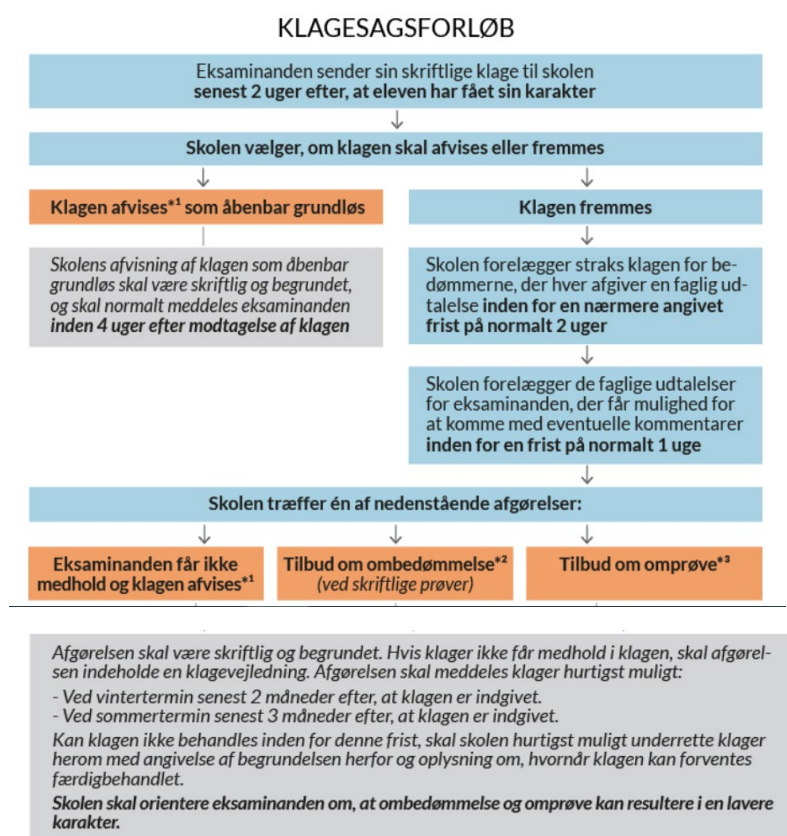 KLAGESAGSFORLØB
Eksaminanden sender sin skriftlige klage til skolen
senest 2 uger efter, at eleven har fået sin karakter
Skolen vælger, om klagen skal afvises eller fremmes
Klagen afvises*¹ som åbenbar grundløs
Skolens afvisning af klagen som åbenbar
grundløs skal være skriftlig og begrundet,
og skal normalt meddeles eksaminanden
inden 4 uger efter modtagelse af klagen
Klagen fremmes
Skolen forelægger straks klagen for be-
dømmerne, der hver afgiver en faglig ud-
talelse inden for en nærmere angivet
frist på normalt 2 uger
Skolen forelægger de faglige udtalelser
for eksaminanden, der får mulighed for
at komme med eventuelle kommentarer
inden for en frist på normalt 1 uge
Skolen træffer én af nedenstående afgørelser:
Eksaminanden får ikke
medhold og klagen afvises*¹
Tilbud om ombedømmelse*²
(ved skriftlige prøver)
Tilbud om omprøve*³
Afgørelsen skal være skriftlig og begrundet. Hvis klager ikke får medhold i klagen, skal afgørel-
sen indeholde en klagevejledning. Afgørelsen skal meddeles klager hurtigst muligt:
- Ved vintertermin senest 2 måneder efter, at klagen er indgivet.
- Ved sommertermin senest 3 måneder efter, at klagen er indgivet.
Kan klagen ikke behandles inden for denne frist, skal skolen hurtigst muligt underrette klager
herom med angivelse af begrundelsen herfor og oplysning om, hvornår klagen kan forventes
færdigbehandlet.
Skolen skal orientere eksaminanden om, at ombedømmelse og omprøve kan resultere i en lavere
karakter.